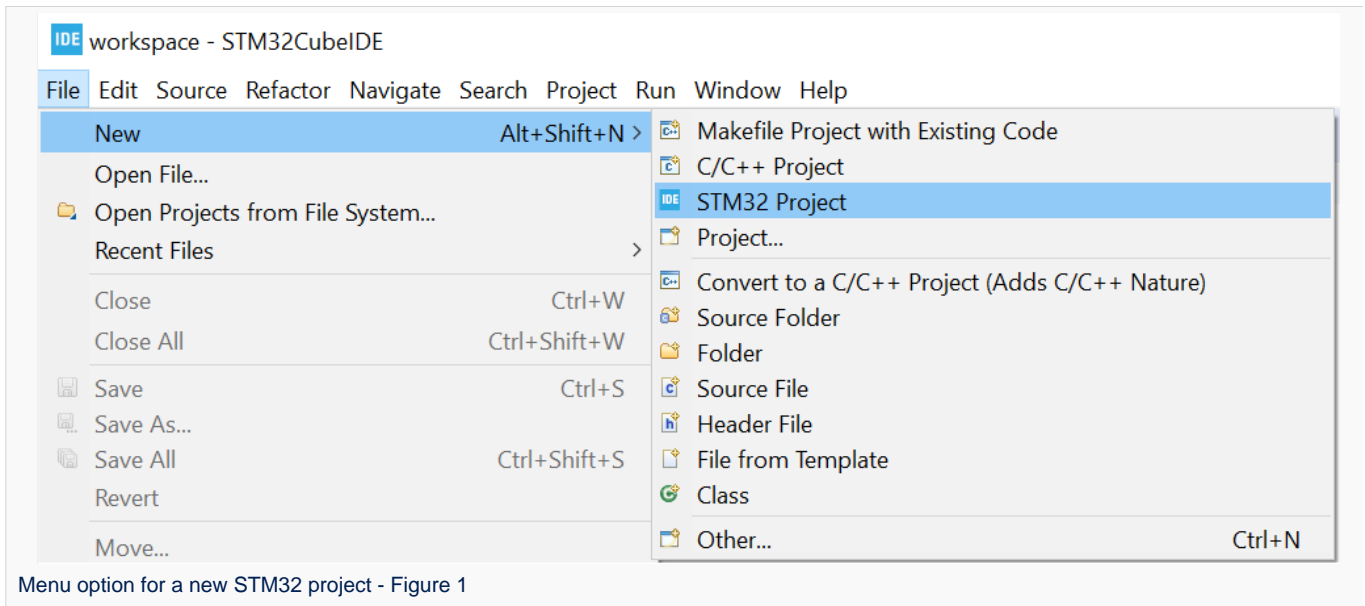 IDE workspace - STM32CubeIDE
File Edit Source Refactor Navigate Search Project Run Window Help
New Alt+Shift+N >
Open File...
Open Projects from File System...
Recent Files >
Close Ctrl+W
Close All Ctrl+Shift+W
Save Ctrl+S
Save As...
Save All Ctrl+Shift+S
Revert
Move...
Makefile Project with Existing Code
C/C++ Project
IDE STM32 Project
Project...
Convert to a C/C++ Project (Adds C/C++ Nature)
Source Folder
Folder
Source File
Header File
File from Template
Class
Other... Ctrl+N
Menu option for a new STM32 project - Figure 1